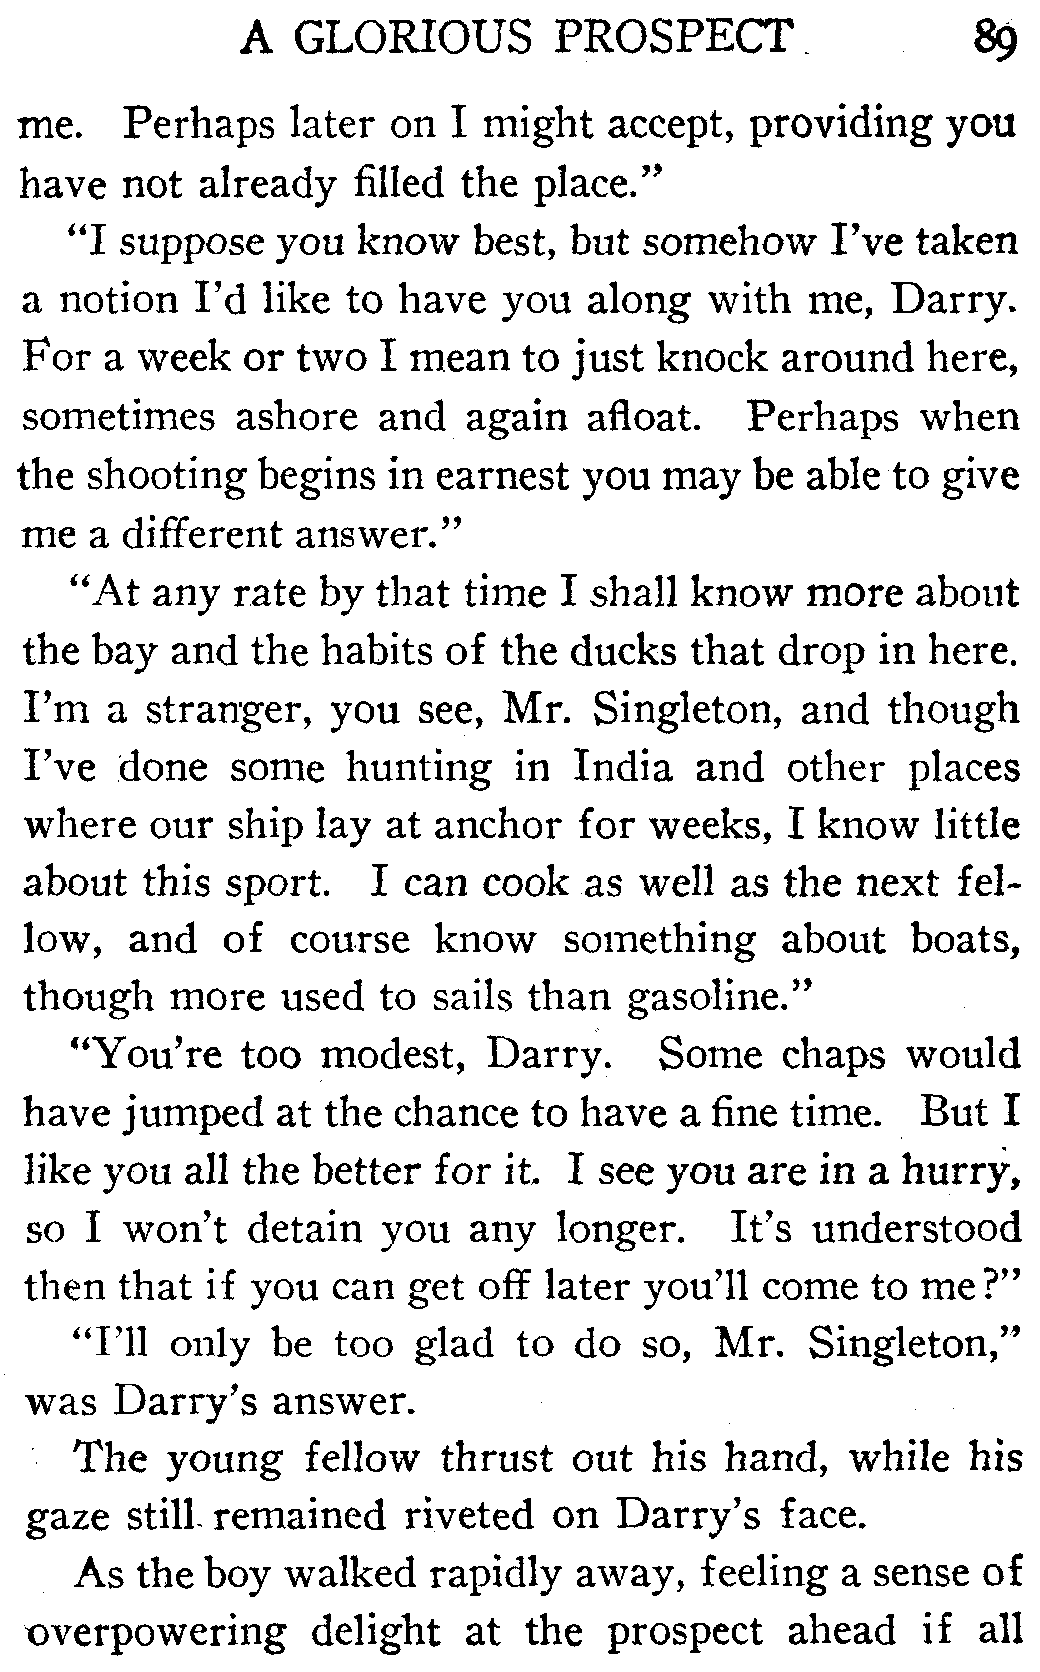 A GLORIOUS PROSPECT 89
me. Perhaps later on I might accept, providing you
have not already filled the place.”
“I suppose you know best, but somehow I’ve taken
a notion I’d like to have you along with me, Darry.
For a week or two I mean to just knock around here,
sometimes ashore and again afloat. Perhaps when
the shooting begins in earnest you may be able to give
me a different answer.”
“At any rate by that time I shall know more about
the bay and the habits of the ducks that drop in here.
I’m a stranger, you see, Mr. Singleton, and though
I’ve done some hunting in India and other places
where our ship lay at anchor for weeks, I know little
about this sport. I can cook as well as the next fel-
low, and of course know something about boats,
though more used to sails than gasoline.”
“You’re too modest, Darry. Some chaps would
have jumped at the chance to have a fine time. But I
like you all the better for it. I see you are in a hurry,
so I won’t detain you any longer. It’s understood
then that if you can get off later you’ll come to me?”
“I’ll only be too glad to do so, Mr. Singleton,”
was Darry’s answer.
The young fellow thrust out his hand, while his
gaze still remained riveted on Darry’s face.
As the boy walked rapidly away, feeling a sense of
overpowering delight at the prospect ahead if all